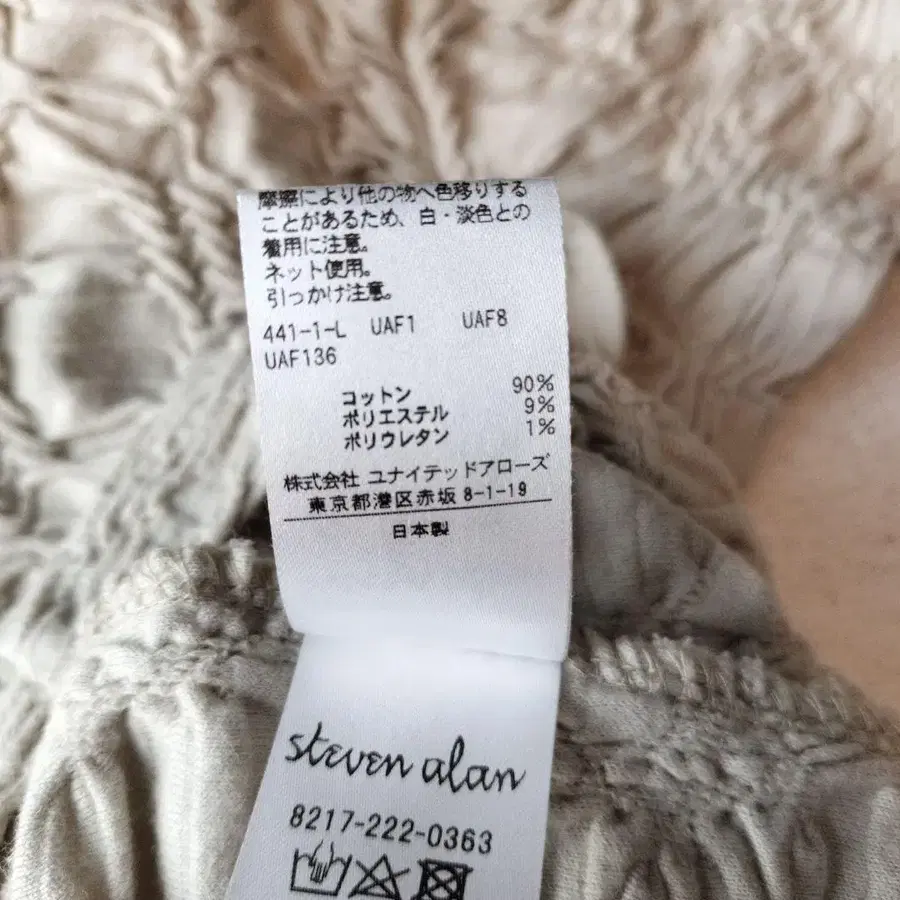 摩擦により他の物へ色移りする
ことがあるため、白・淡色との
着用に注意。
ネット使用。
引っかけ注意。
441-1-L UAF1 UAF8
UAF136
コットン 90%
ポリエステル 9%
ポリウレタン 1%
株式会社 ユナイテッドアローズ
東京都港区赤坂 8-1-19
日本製
steven alan
8217-222-0363